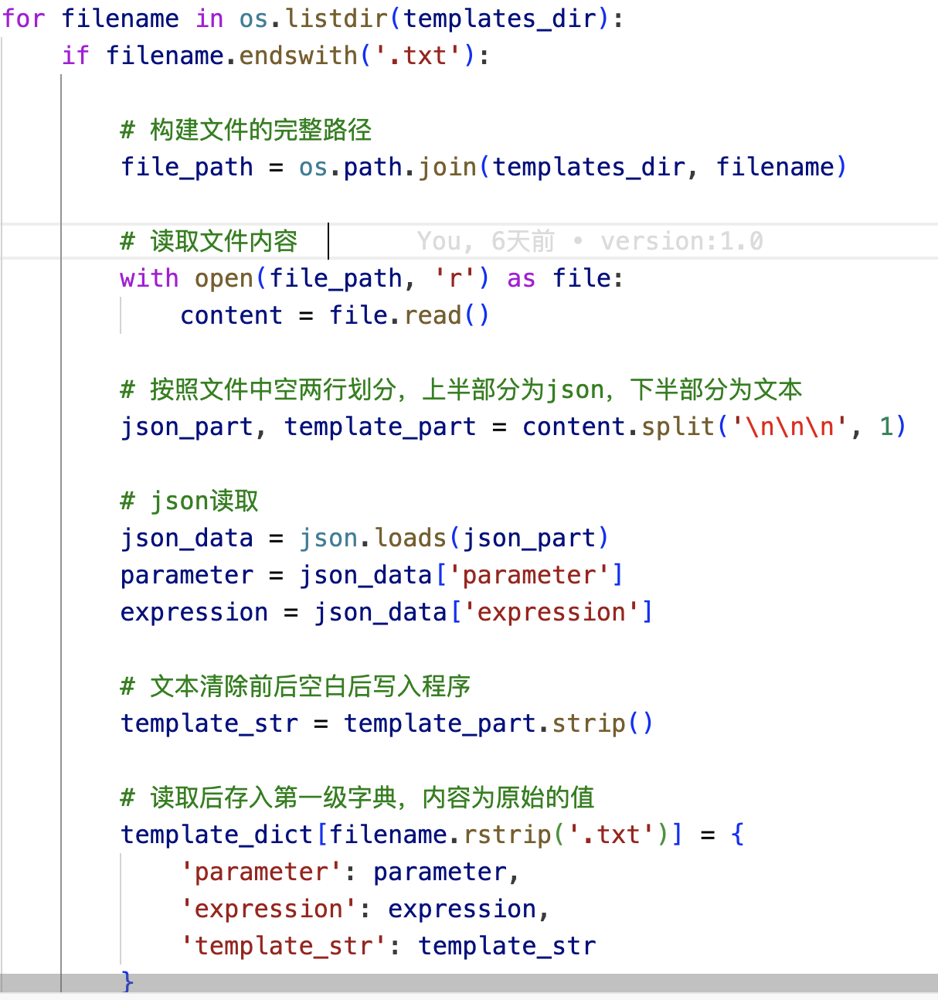 for filename in os.listdir(templates_dir):
    if filename.endswith('.txt'):
        # 构建文件的完整路径
        file_path = os.path.join(templates_dir, filename)
        # 读取文件内容 You, 6天前 • version:1.0
        with open(file_path, 'r') as file:
            content = file.read()
        # 按照文件中空两行划分，上半部分为json，下半部分为文本
        json_part, template_part = content.split('\n\n\n', 1)
        # json读取
        json_data = json.loads(json_part)
        parameter = json_data['parameter']
        expression = json_data['expression']
        # 文本清除前后空白后写入程序
        template_str = template_part.strip()
        # 读取后存入第一级字典，内容为原始的值
        template_dict[filename.rstrip('.txt')] = {
            'parameter': parameter,
            'expression': expression,
            'template_str': template_str
        }